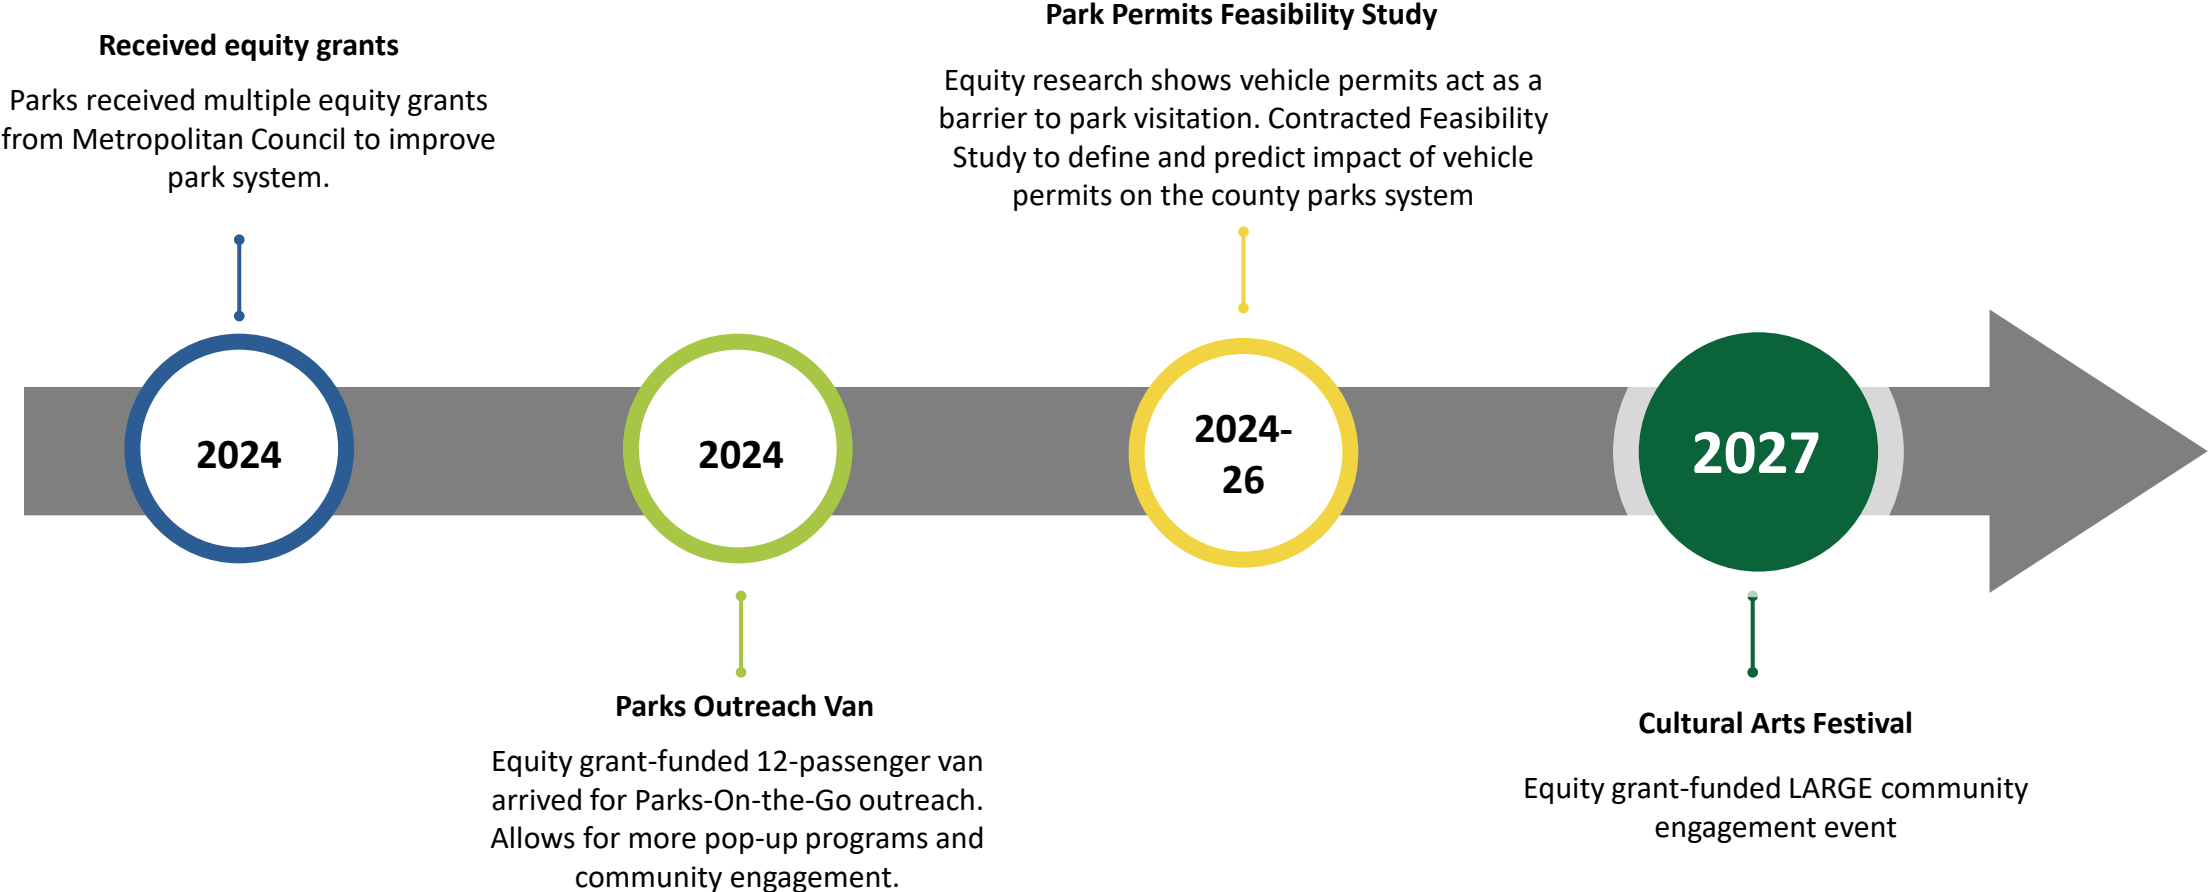 Received equity grants
Parks received multiple equity grants
from Metropolitan Council to improve
park system.
2024
2024
Parks Outreach Van
Equity grant-funded 12-passenger van
arrived for Parks-On-the-Go outreach.
Allows for more pop-up programs and
community engagement.
Park Permits Feasibility Study
Equity research shows vehicle permits act as a
barrier to park visitation. Contracted Feasibility
Study to define and predict impact of vehicle
permits on the county parks system
2024-
26
2027
Cultural Arts Festival
Equity grant-funded LARGE community
engagement event